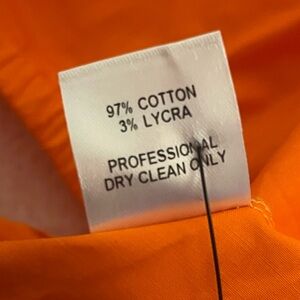 97% COTTON
3% LYCRA
PROFESSIONAL
DRY CLEAN ONLY